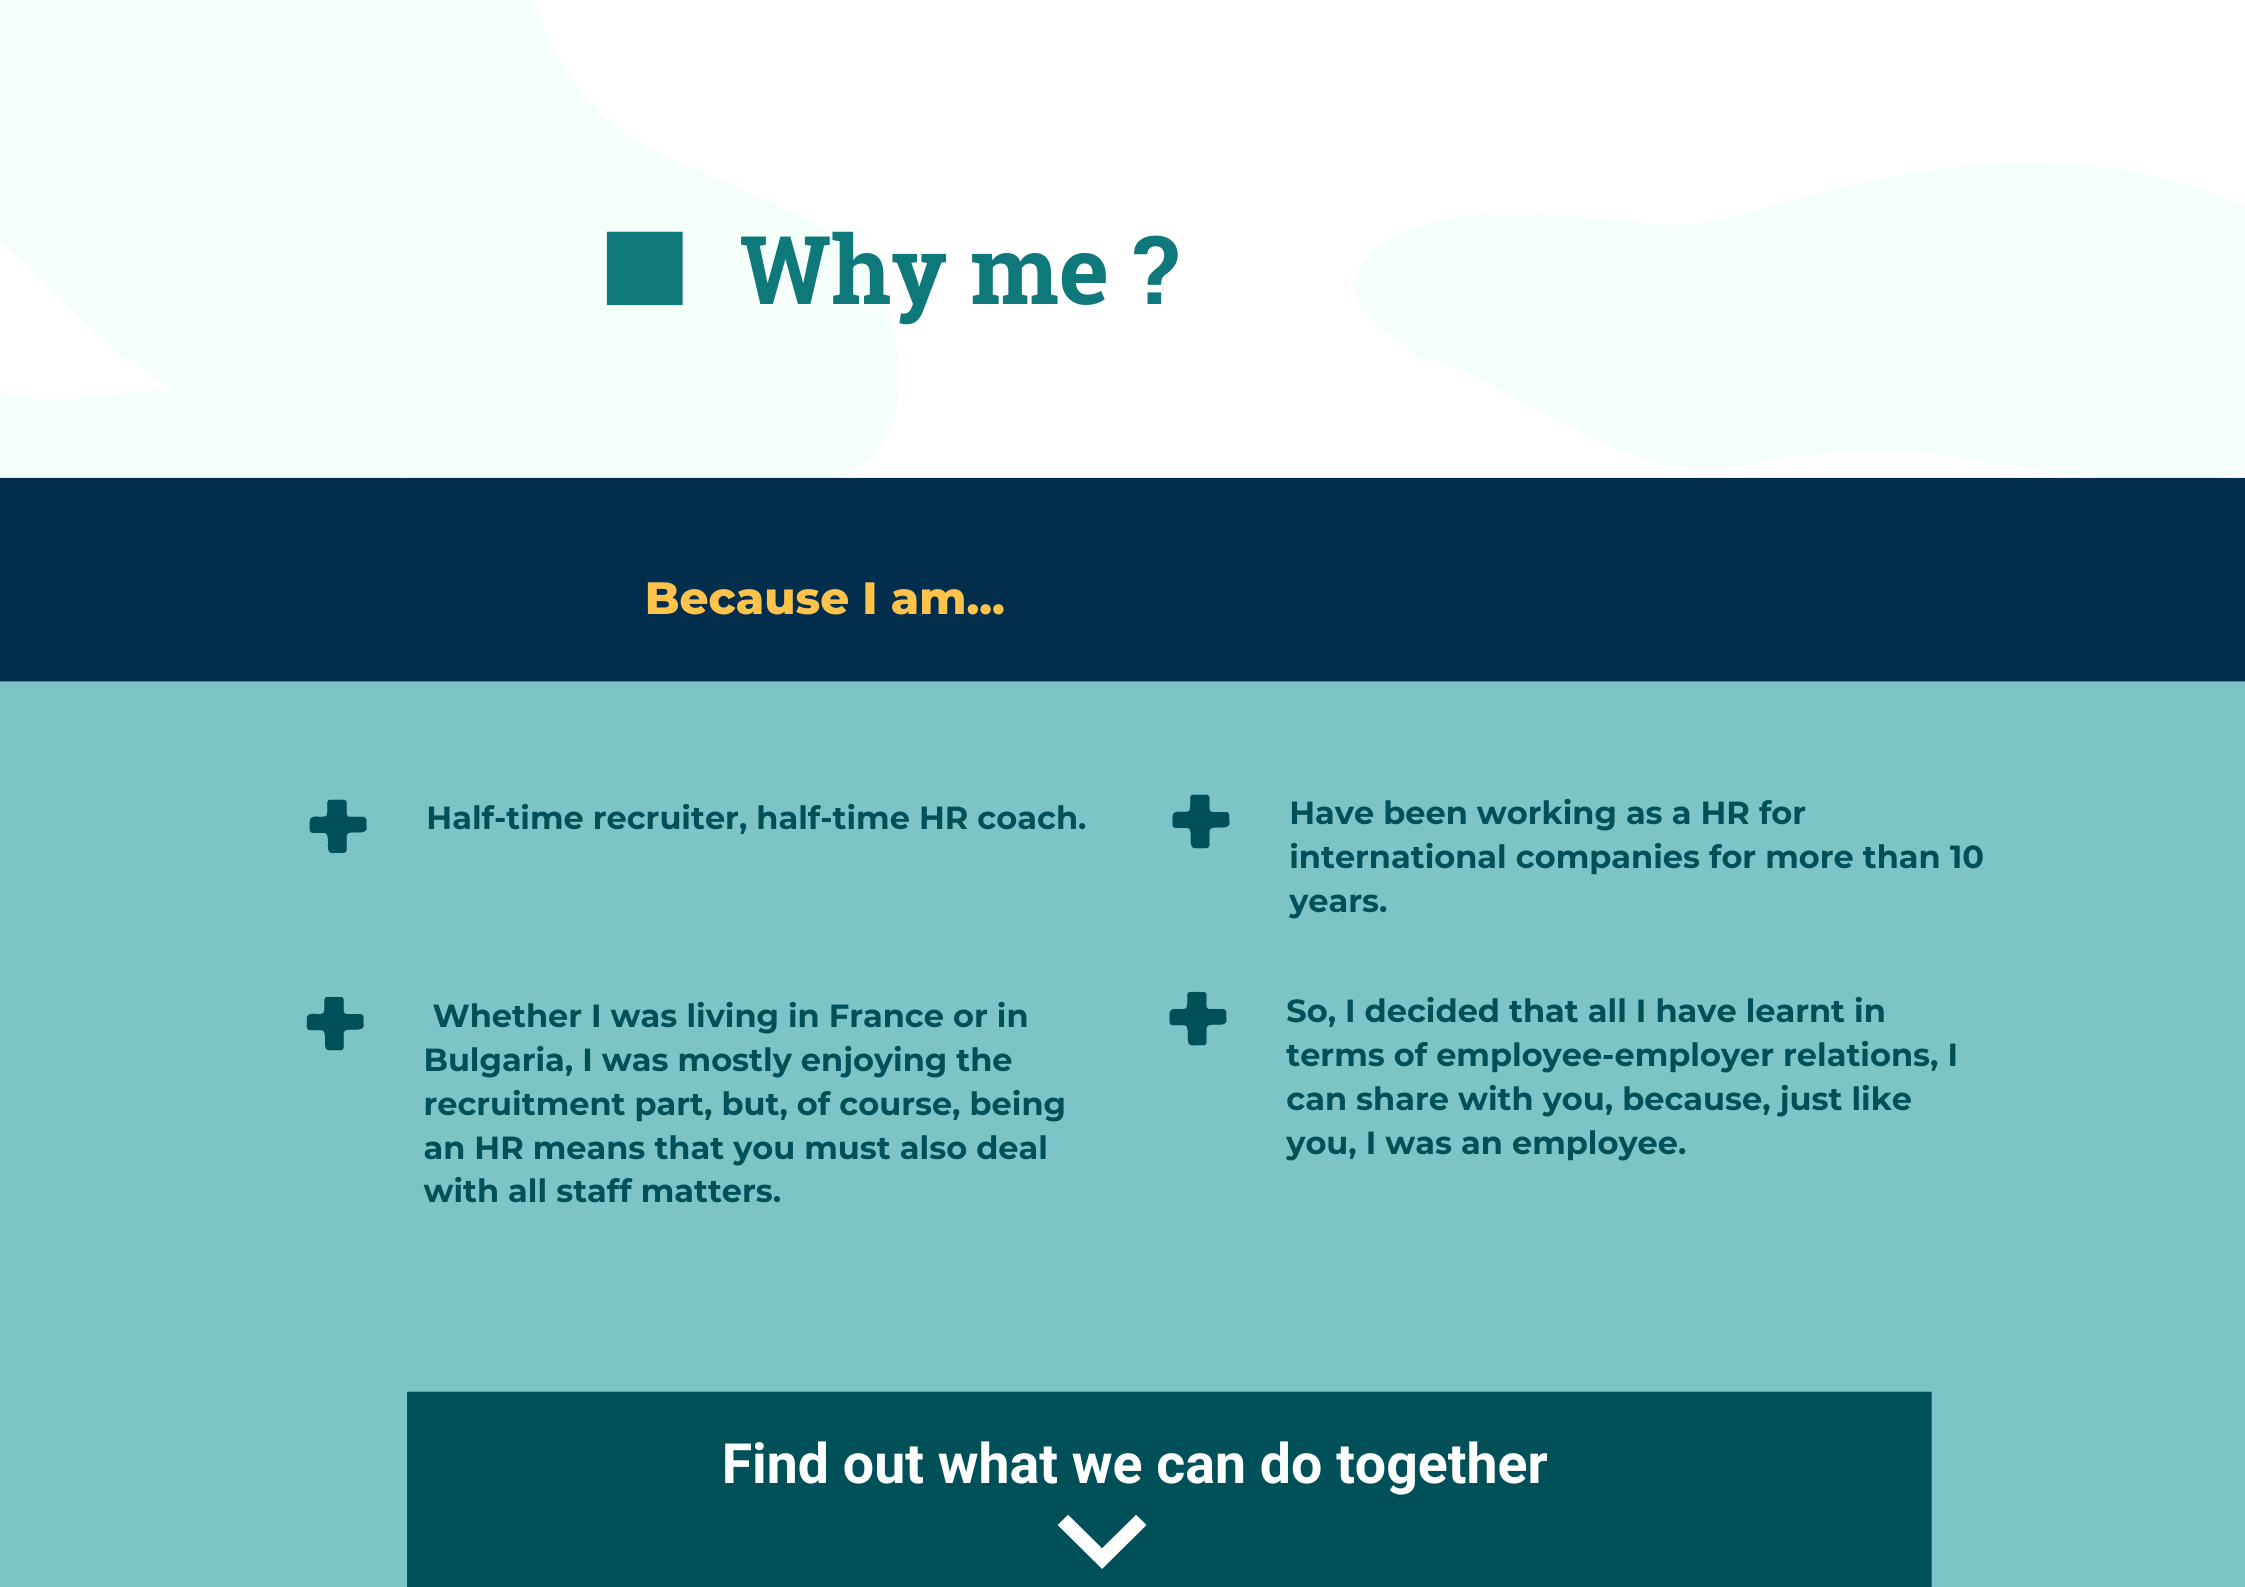 Why me ?
Because I am...
Half-time recruiter, half-time HR coach.
Have been working as a HR for
international companies for more than 10
years.
Whether I was living in France or in
Bulgaria, I was mostly enjoying the
recruitment part, but, of course, being
an HR means that you must also deal
with all staff matters.
So, I decided that all I have learnt in
terms of employee-employer relations, I
can share with you, because, just like
you, I was an employee.
Find out what we can do together